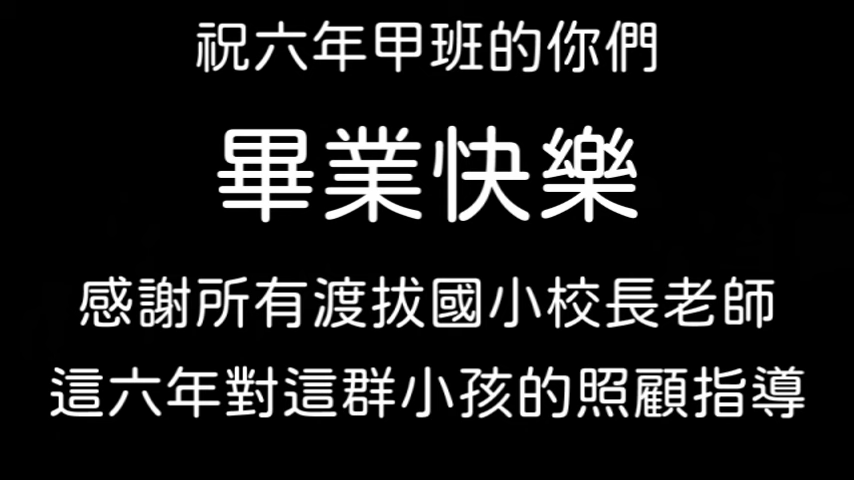 祝六年甲班的你們
畢業快樂
感謝所有渡拔國小校長老師
這六年對這群小孩的照顧指導